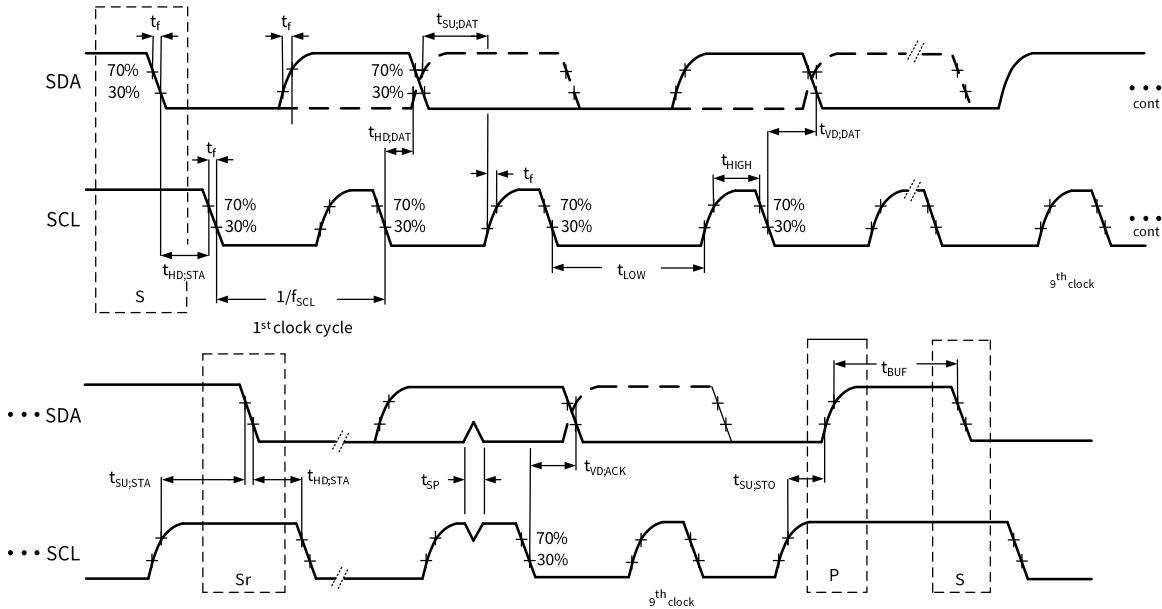 tf
tf
tSU;DAT
SDA
70%
30%
70%
30%
cont
tHD;DAT
tVD;DAT
tf
tf
tHIGH
SCL
70%
30%
70%
30%
70%
30%
70%
30%
cont
tHD;STA
tLOW
S
1/fSCL
9th clock
1st clock cycle
tBUF
SDA
tSU;STA
tHD;STA
tSP
tVD;ACK
tSU;STO
SCL
70%
30%
Sr
P
S
9th clock